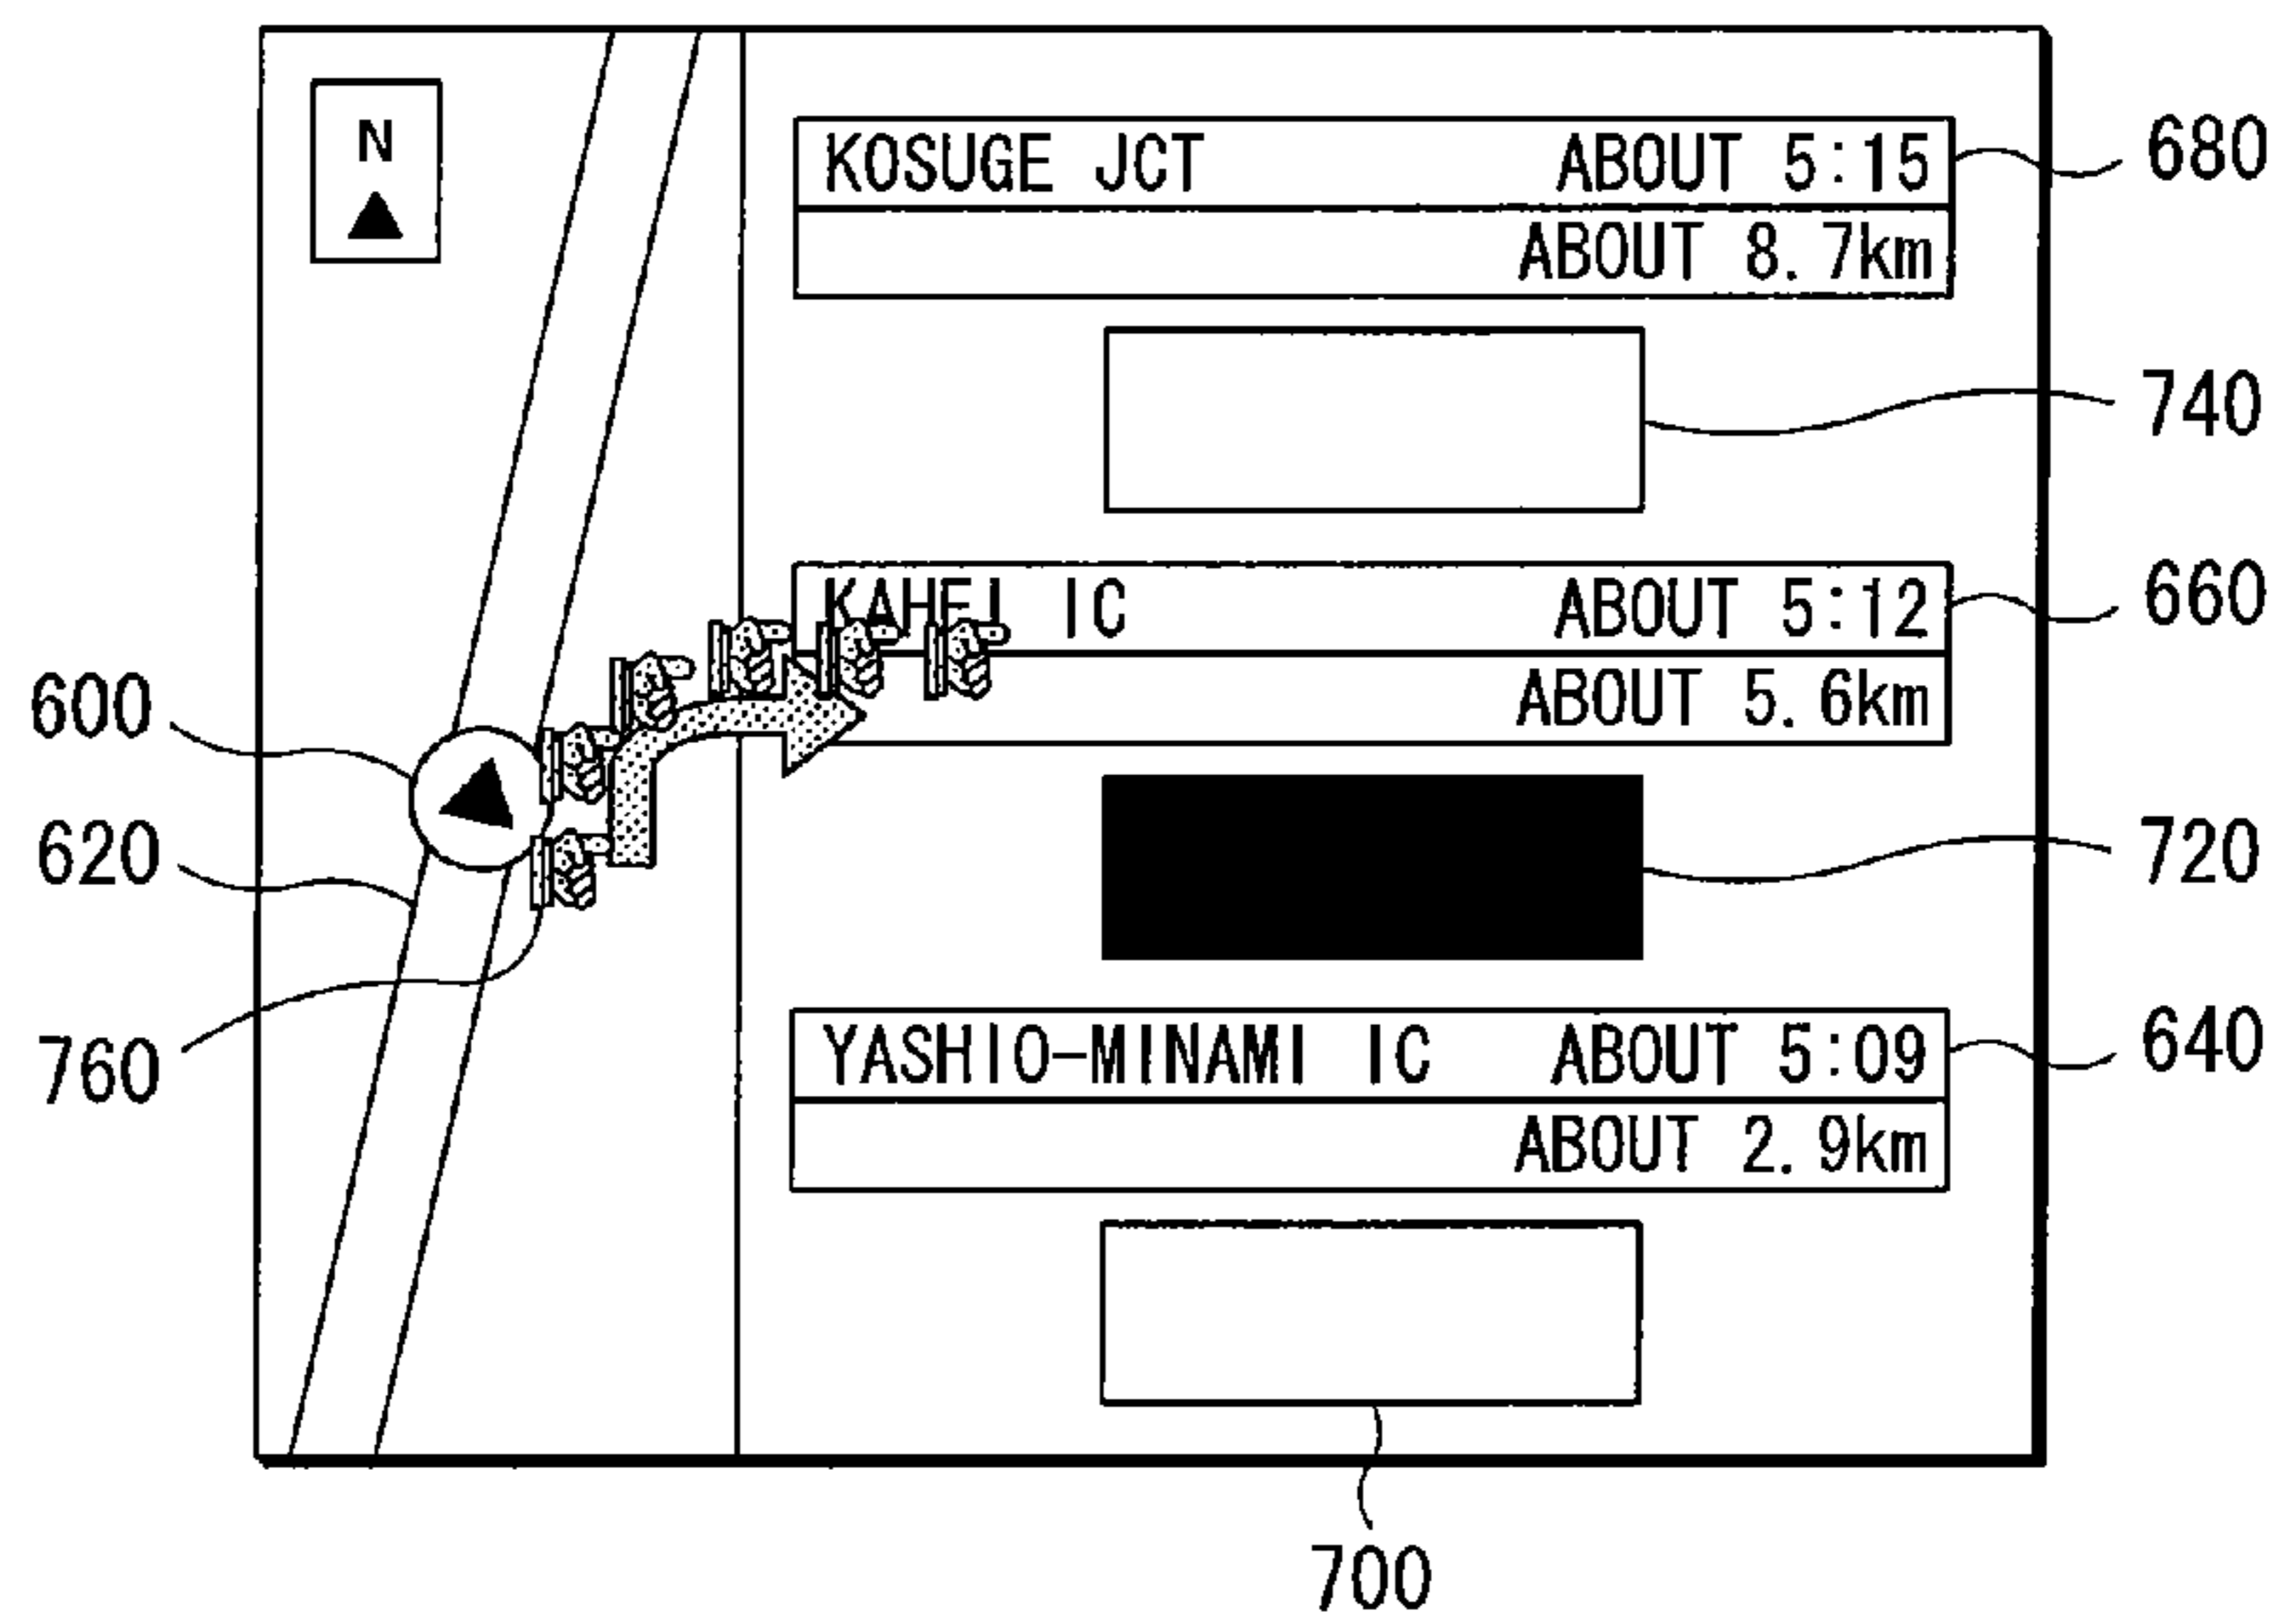 N
KOSUGE JCT ABOUT 5:15
ABOUT 8.7km
680
740
KAHEI IC ABOUT 5:12
ABOUT 5.6km
660
600
620
720
760
YASHIO-MINAMI IC ABOUT 5:09
ABOUT 2.9km
640
700